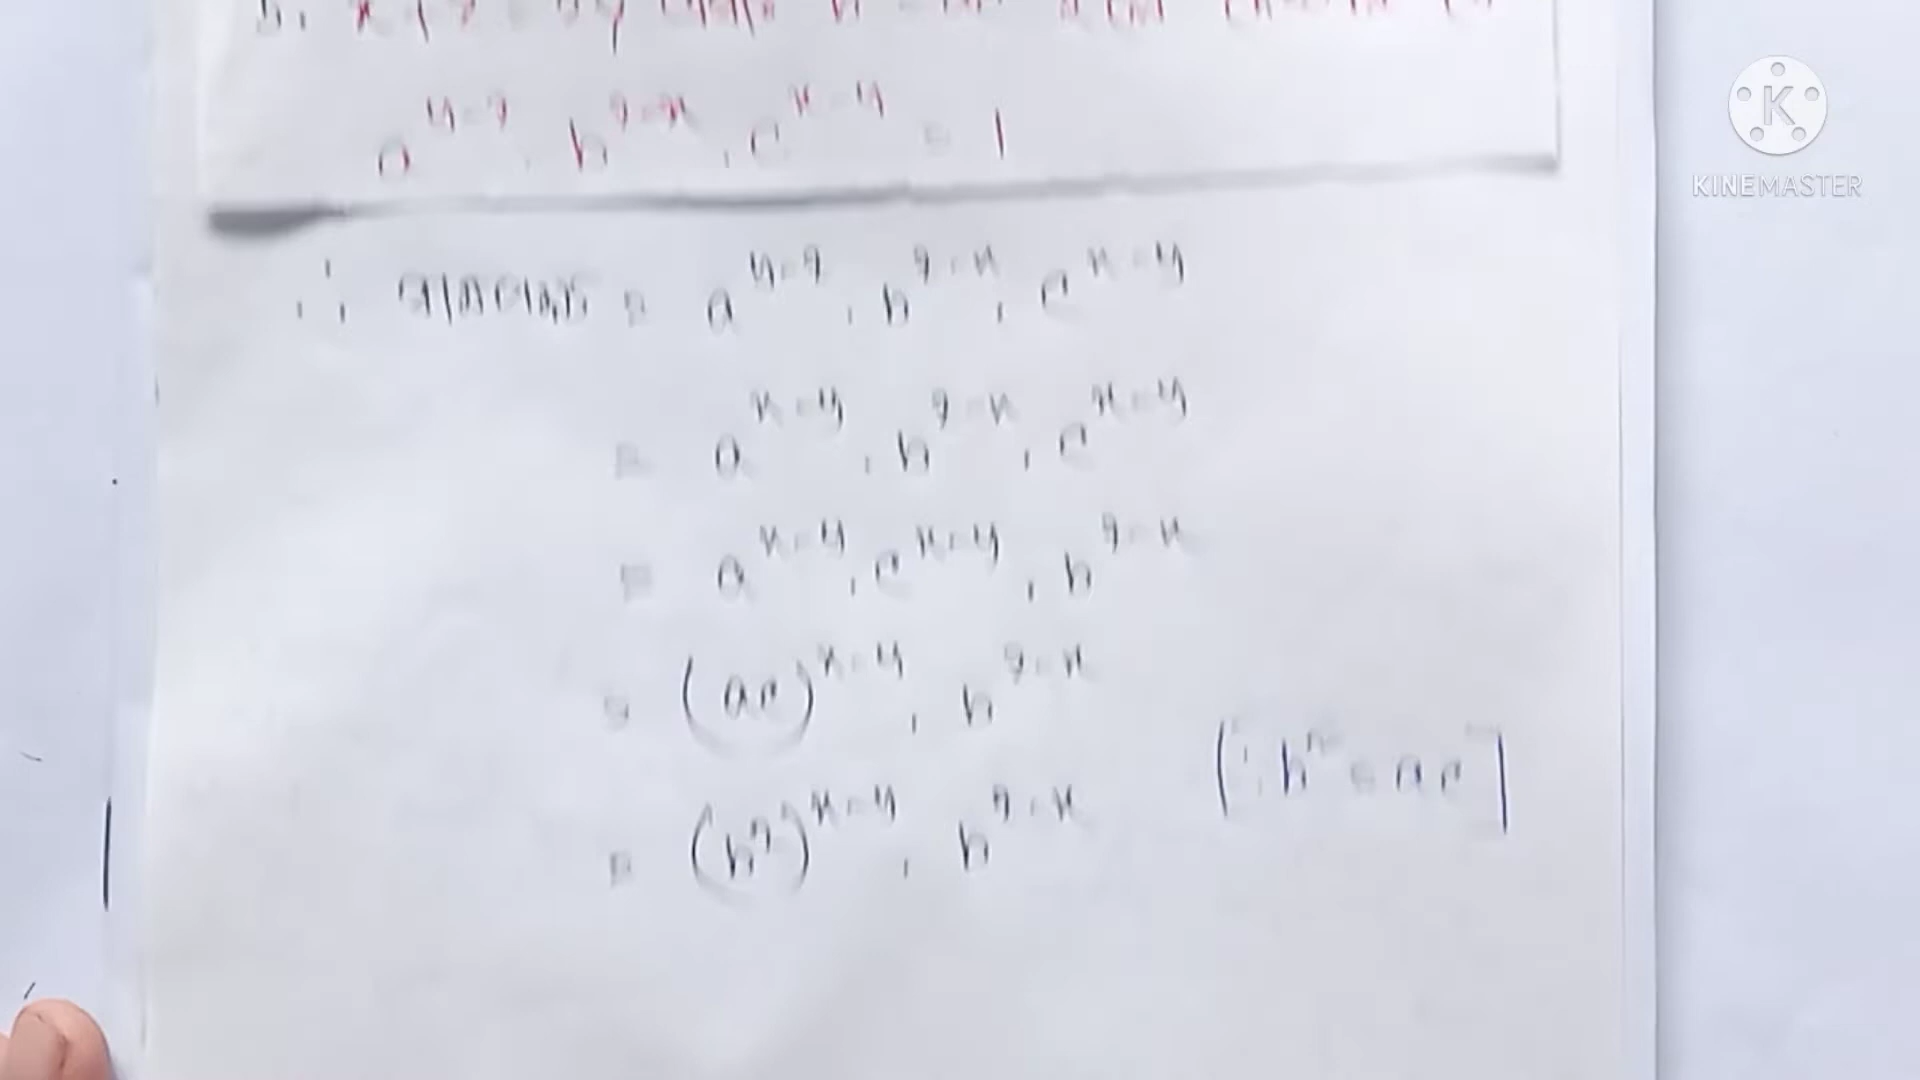 a^{y-z} . b^{z-x} . c^{x-y} = 1
KINEMASTER
∴ বামপক্ষ = a^{y-z} . b^{z-x} . c^{x-y}
= a^{x-y} . b^{z-x} . c^{x-y}
= a^{x-y} . c^{x-y} . b^{z-x}
= (ac)^{x-y} . b^{z-x}
= (b^2)^{x-y} . b^{z-x} [∵ b^2 = ac]